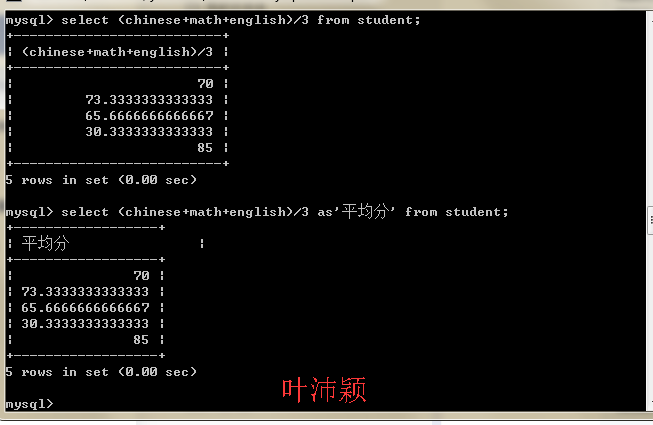 mysql> select (chinese+math+english)/3 from student;
+--------------------------+
| (chinese+math+english)/3 |
+--------------------------+
| 70 |
| 73.3333333333333 |
| 65.6666666666667 |
| 30.3333333333333 |
| 85 |
+--------------------------+
5 rows in set (0.00 sec)
mysql> select (chinese+math+english)/3 as'平均分' from student;
+------------------+
| 平均分 |
+------------------+
| 70 |
| 73.3333333333333 |
| 65.6666666666667 |
| 30.3333333333333 |
| 85 |
+------------------+
5 rows in set (0.00 sec)
叶沛颖
mysql>